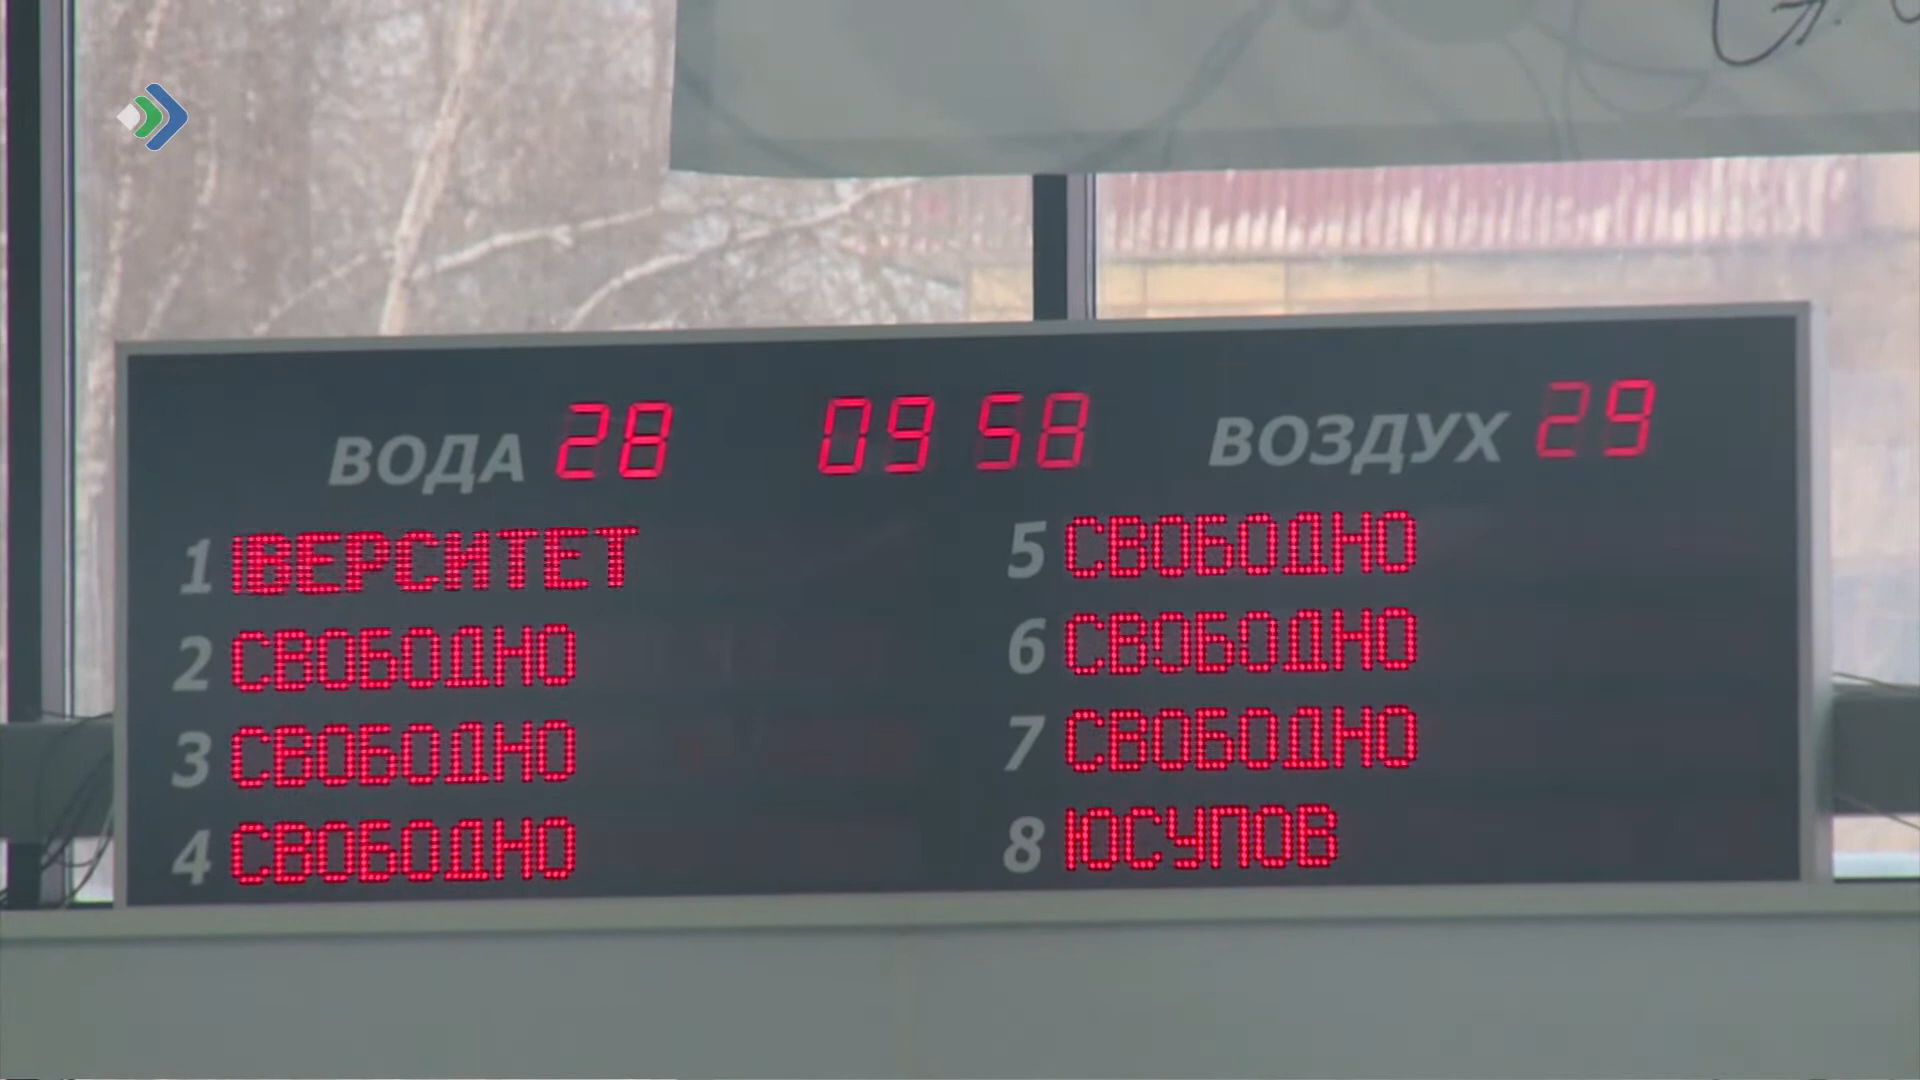 ВОДА 28 09 58 ВОЗДУХ 29
1 ІВЕРСИТЕТ
2 СВОБОДНО
3 СВОБОДНО
4 СВОБОДНО
5 СВОБОДНО
6 СВОБОДНО
7 СВОБОДНО
8 ЮСУПОВ